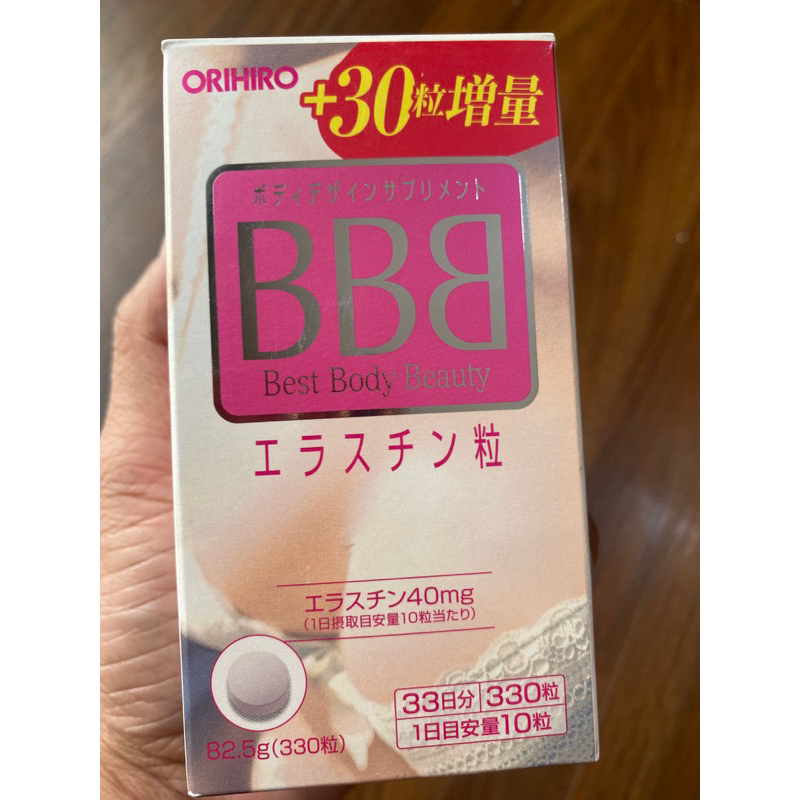 ORIHIRO
+30粒増量
ボディデザインサプリメント
BBB
Best Body Beauty
エラスチン粒
エラスチン40mg
(1日摂取目安量10粒当たり)
33日分 330粒
1日目安量10粒
82.5g(330粒)